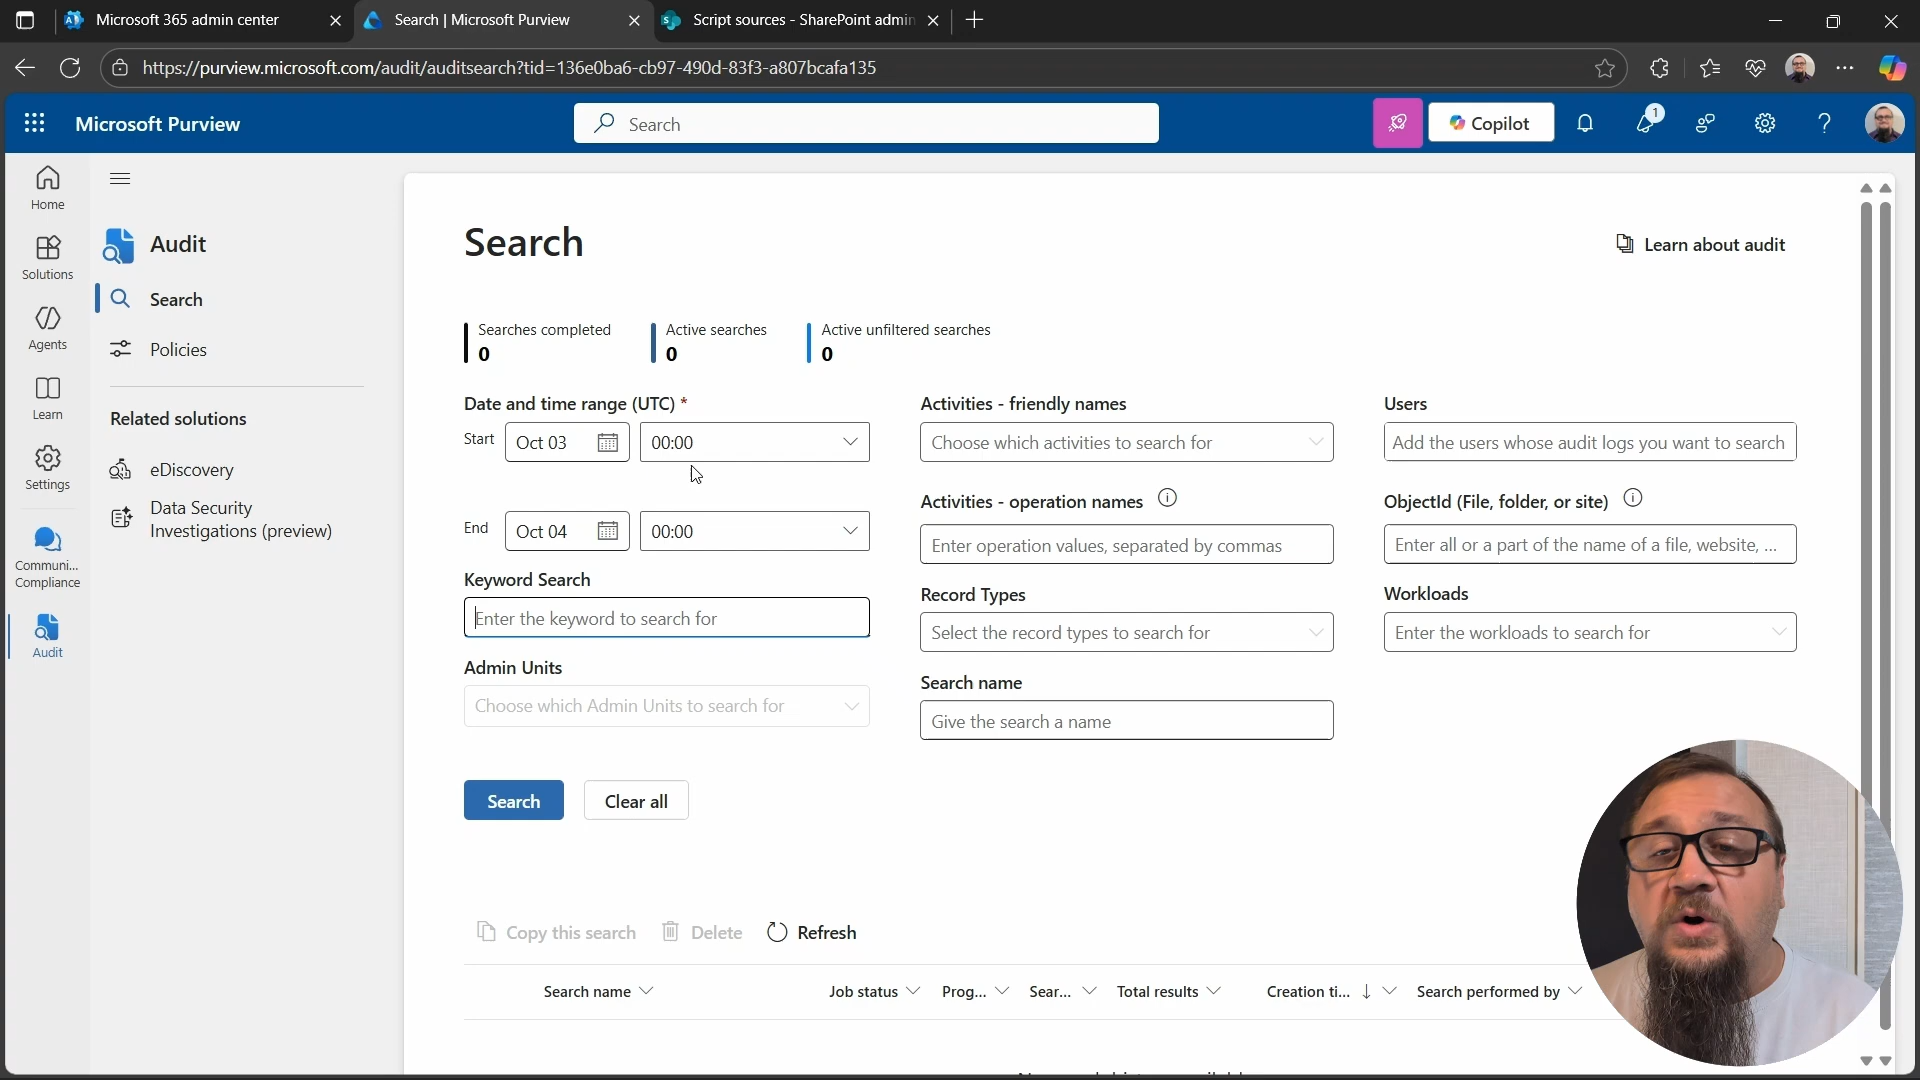 Microsoft 365 admin center
Search | Microsoft Purview
Script sources - SharePoint admin
https://purview.microsoft.com/audit/auditsearch?tid=136e0ba6-cb97-490d-83f3-a807bcafa135
Microsoft Purview
Search
Copilot
1
Home
Solutions
Agents
Learn
Settings
Communi...
Compliance
Audit
Audit
Search
Policies
Related solutions
eDiscovery
Data Security
Investigations (preview)
Search
Learn about audit
Searches completed
0
Active searches
0
Active unfiltered searches
0
Date and time range (UTC) *
Start
Oct 03
00:00
End
Oct 04
00:00
Keyword Search
Enter the keyword to search for
Admin Units
Choose which Admin Units to search for
Activities - friendly names
Choose which activities to search for
Activities - operation names
Enter operation values, separated by commas
Record Types
Select the record types to search for
Search name
Give the search a name
Users
Add the users whose audit logs you want to search
ObjectId (File, folder, or site)
Enter all or a part of the name of a file, website, ...
Workloads
Enter the workloads to search for
Search
Clear all
Copy this search
Delete
Refresh
Search name
Job status
Prog...
Sear...
Total results
Creation ti...
Search performed by